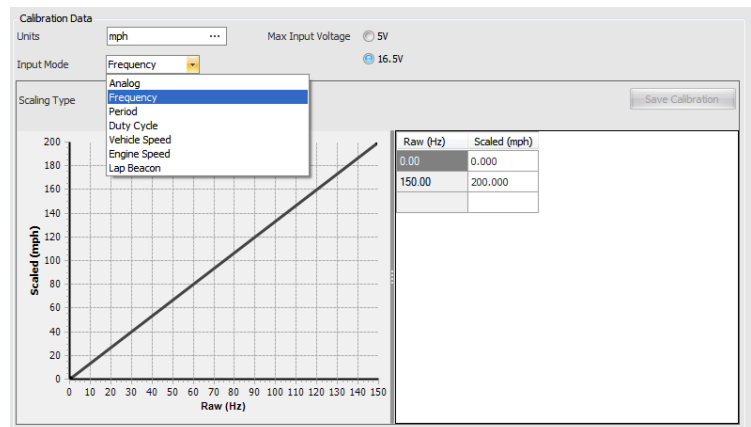 Calibration Data
Units mph ... Max Input Voltage 5V
Input Mode Frequency 16.5V
Analog
Frequency
Period
Duty Cycle
Vehicle Speed
Engine Speed
Lap Beacon
Scaling Type Save Calibration
Scaled (mph)
200
180
160
140
120
100
80
60
40
20
0
0 10 20 30 40 50 60 70 80 90 100 110 120 130 140 150
Raw (Hz)
Raw (Hz) Scaled (mph)
0.00 0.000
150.00 200.000